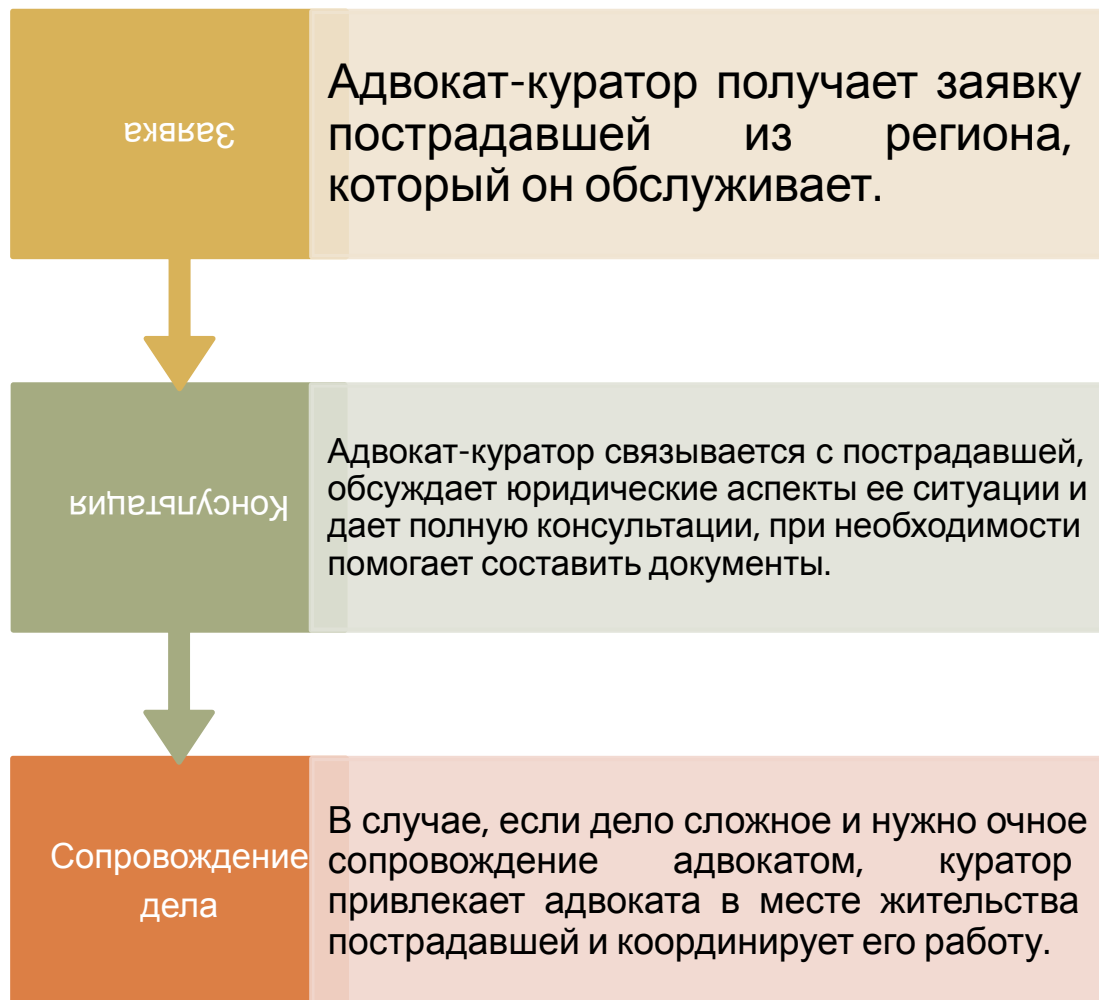 Заявка
Адвокат-куратор получает заявку
пострадавшей из региона,
который он обслуживает.
Консультация
Адвокат-куратор связывается с пострадавшей,
обсуждает юридические аспекты ее ситуации и
дает полную консультации, при необходимости
помогает составить документы.
Сопровождение
дела
В случае, если дело сложное и нужно очное
сопровождение адвокатом, куратор
привлекает адвоката в месте жительства
пострадавшей и координирует его работу.